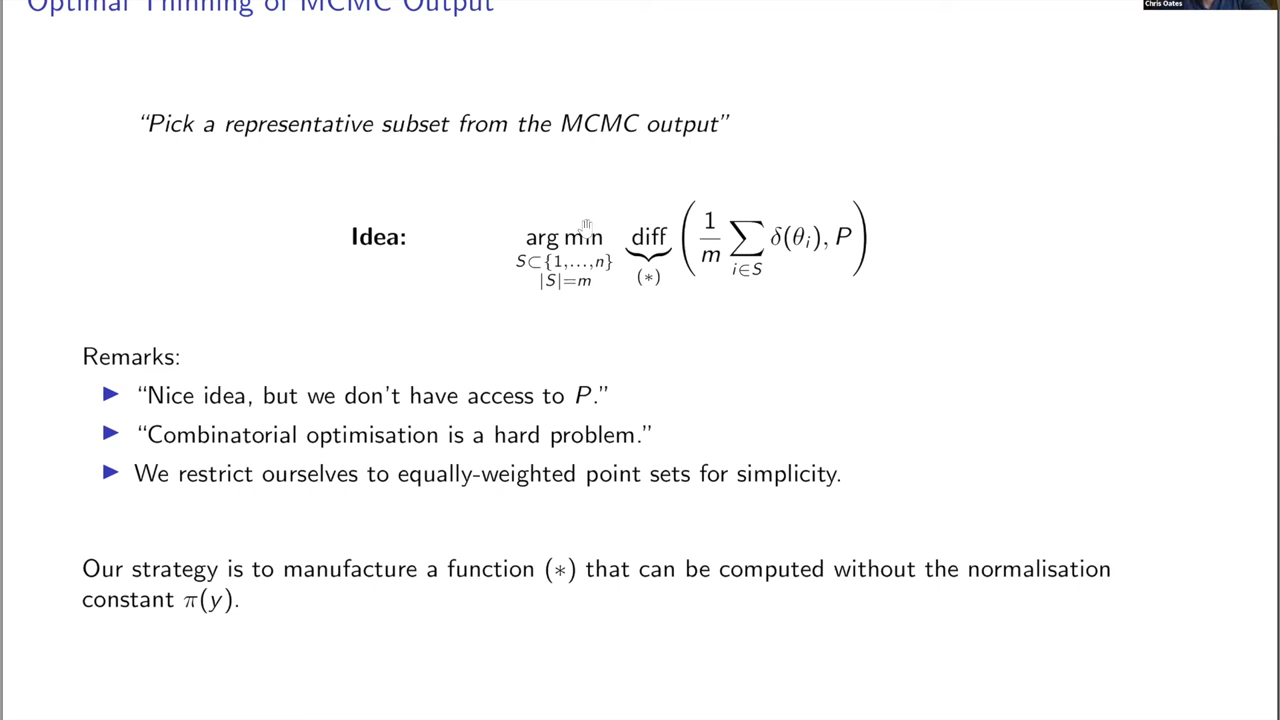 Optimal Thinning of MCMC Output
Chris Oates
“Pick a representative subset from the MCMC output”
Idea: arg min_{S⊂{1,...,n} |S|=m} diff_{(∗)} ( 1/m ∑_{i∈S} δ(θ_i), P )
Remarks:
▶ “Nice idea, but we don’t have access to P.”
▶ “Combinatorial optimisation is a hard problem.”
▶ We restrict ourselves to equally-weighted point sets for simplicity.
Our strategy is to manufacture a function (∗) that can be computed without the normalisation
constant π(y).